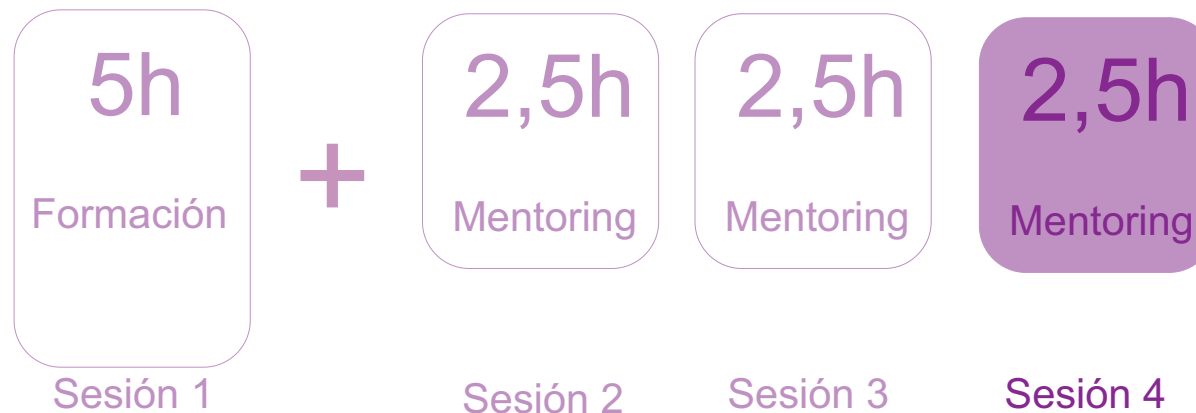 5h
Formación
Sesión 1
+
2,5h
Mentoring
Sesión 2
2,5h
Mentoring
Sesión 3
2,5h
Mentoring
Sesión 4